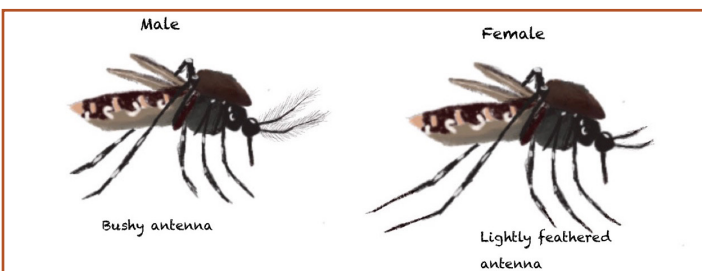 Male
Female
Bushy antenna
Lightly feathered
antenna